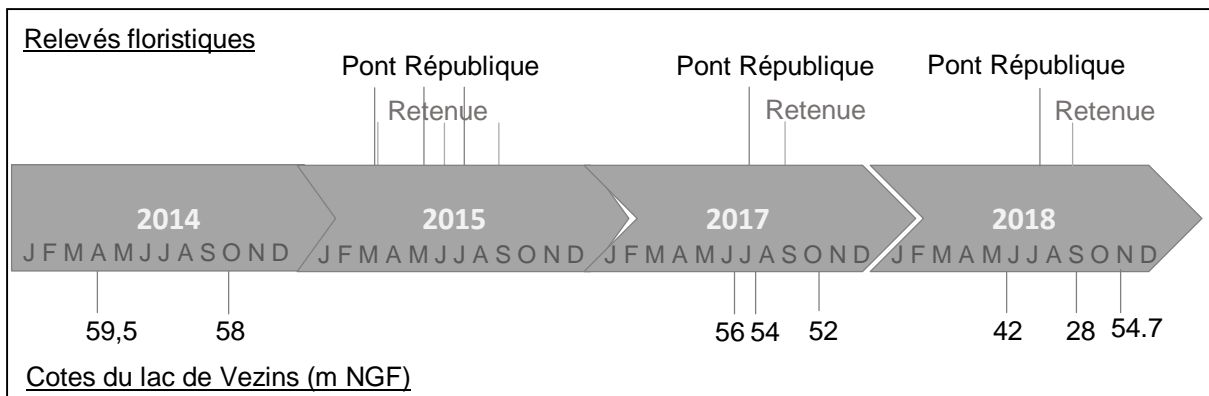 Relevés floristiques
Pont République Pont République Pont République
Retenue Retenue Retenue
2014 2015 2017 2018
J F M A M J J A S O N D J F M A M J J A S O N D J F M A M J J A S O N D J F M A M J J A S O N D
59,5 58 56 54 52 42 28 54.7
Cotes du lac de Vezins (m NGF)